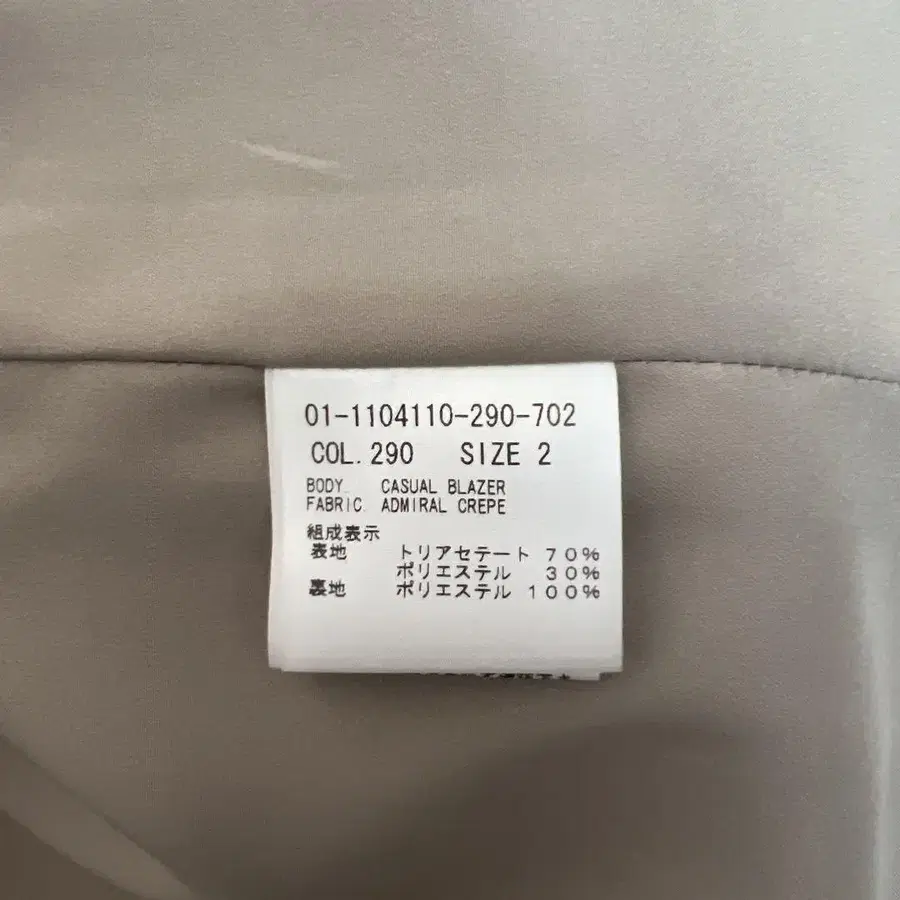 01-1104110-290-702
COL. 290 SIZE 2
BODY. CASUAL BLAZER
FABRIC. ADMIRAL CREPE
組成表示
表地 トリアセテート 70%
ポリエステル 30%
裏地 ポリエステル 100%